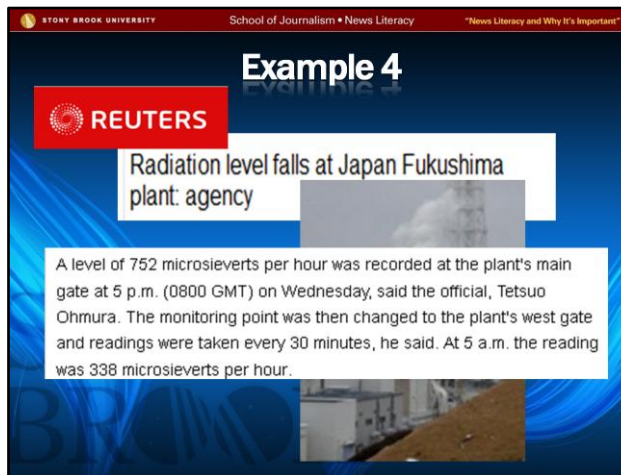 STONY BROOK UNIVERSITY
School of Journalism • News Literacy
"News Literacy and Why It's Important"
Example 4
REUTERS
Radiation level falls at Japan Fukushima
plant: agency
A level of 752 microsieverts per hour was recorded at the plant's main
gate at 5 p.m. (0800 GMT) on Wednesday, said the official, Tetsuo
Ohmura. The monitoring point was then changed to the plant's west gate
and readings were taken every 30 minutes, he said. At 5 a.m. the reading
was 338 microsieverts per hour.